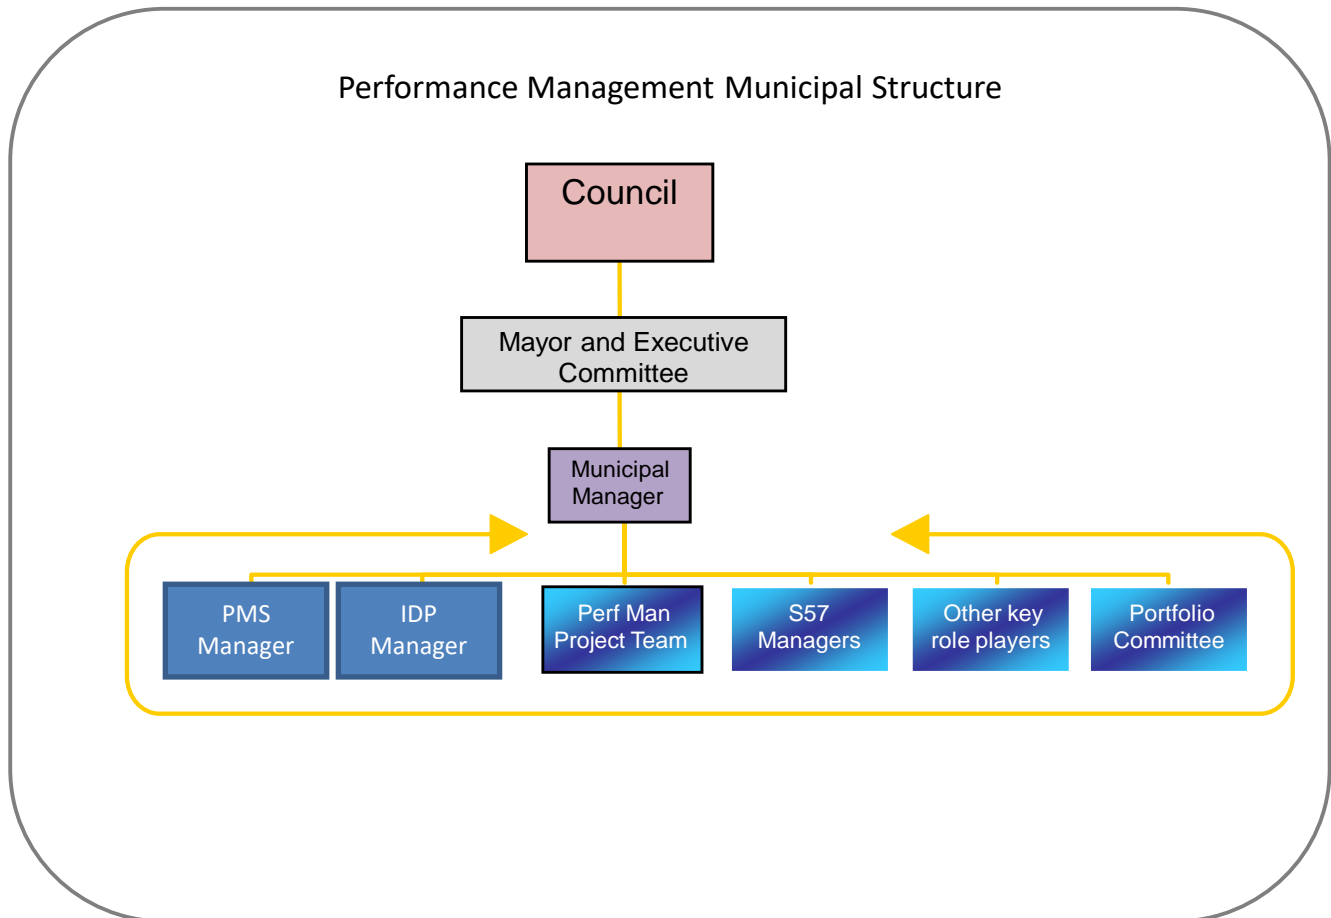 Performance Management Municipal Structure
Council
Mayor and Executive
Committee
Municipal
Manager
PMS
Manager
IDP
Manager
Perf Man
Project Team
S57
Managers
Other key
role players
Portfolio
Committee